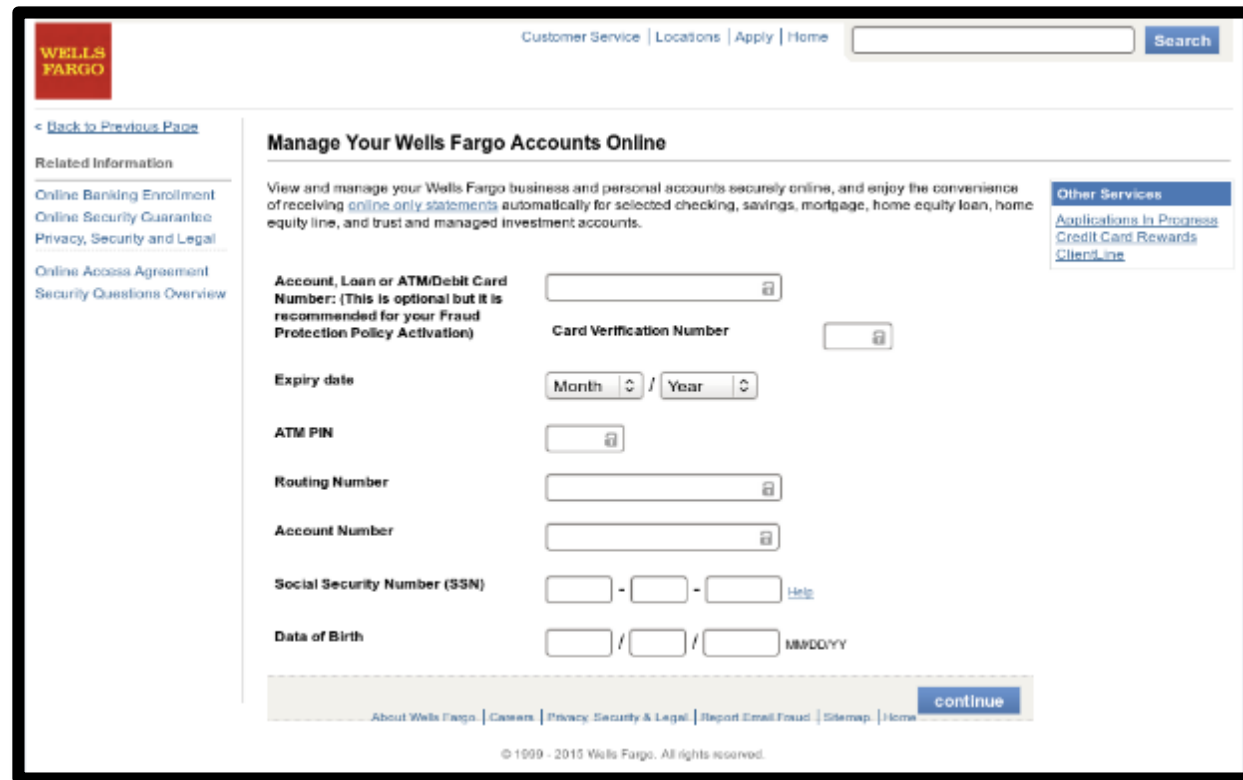 WELLS
FARGO
Customer Service | Locations | Apply | Home
Search
< Back to Previous Page
Related Information
Online Banking Enrollment
Online Security Guarantee
Privacy, Security and Legal
Online Access Agreement
Security Questions Overview
Manage Your Wells Fargo Accounts Online
View and manage your Wells Fargo business and personal accounts securely online, and enjoy the convenience
of receiving online only statements automatically for selected checking, savings, mortgage, home equity loan, home
equity line, and trust and managed investment accounts.
Other Services
Applications In Progress
Credit Card Rewards
ClientLine
Account, Loan or ATM/Debit Card
Number: (This is optional but it is
recommended for your Fraud
Protection Policy Activation)
Card Verification Number
Expiry date
Month / Year
ATM PIN
Routing Number
Account Number
Social Security Number (SSN)
- - Help
Data of Birth
/ / MM/DD/YY
continue
About Wells Fargo | Careers | Privacy, Security & Legal | Report Email Fraud | Sitemap | Home
© 1999 - 2015 Wells Fargo. All rights reserved.